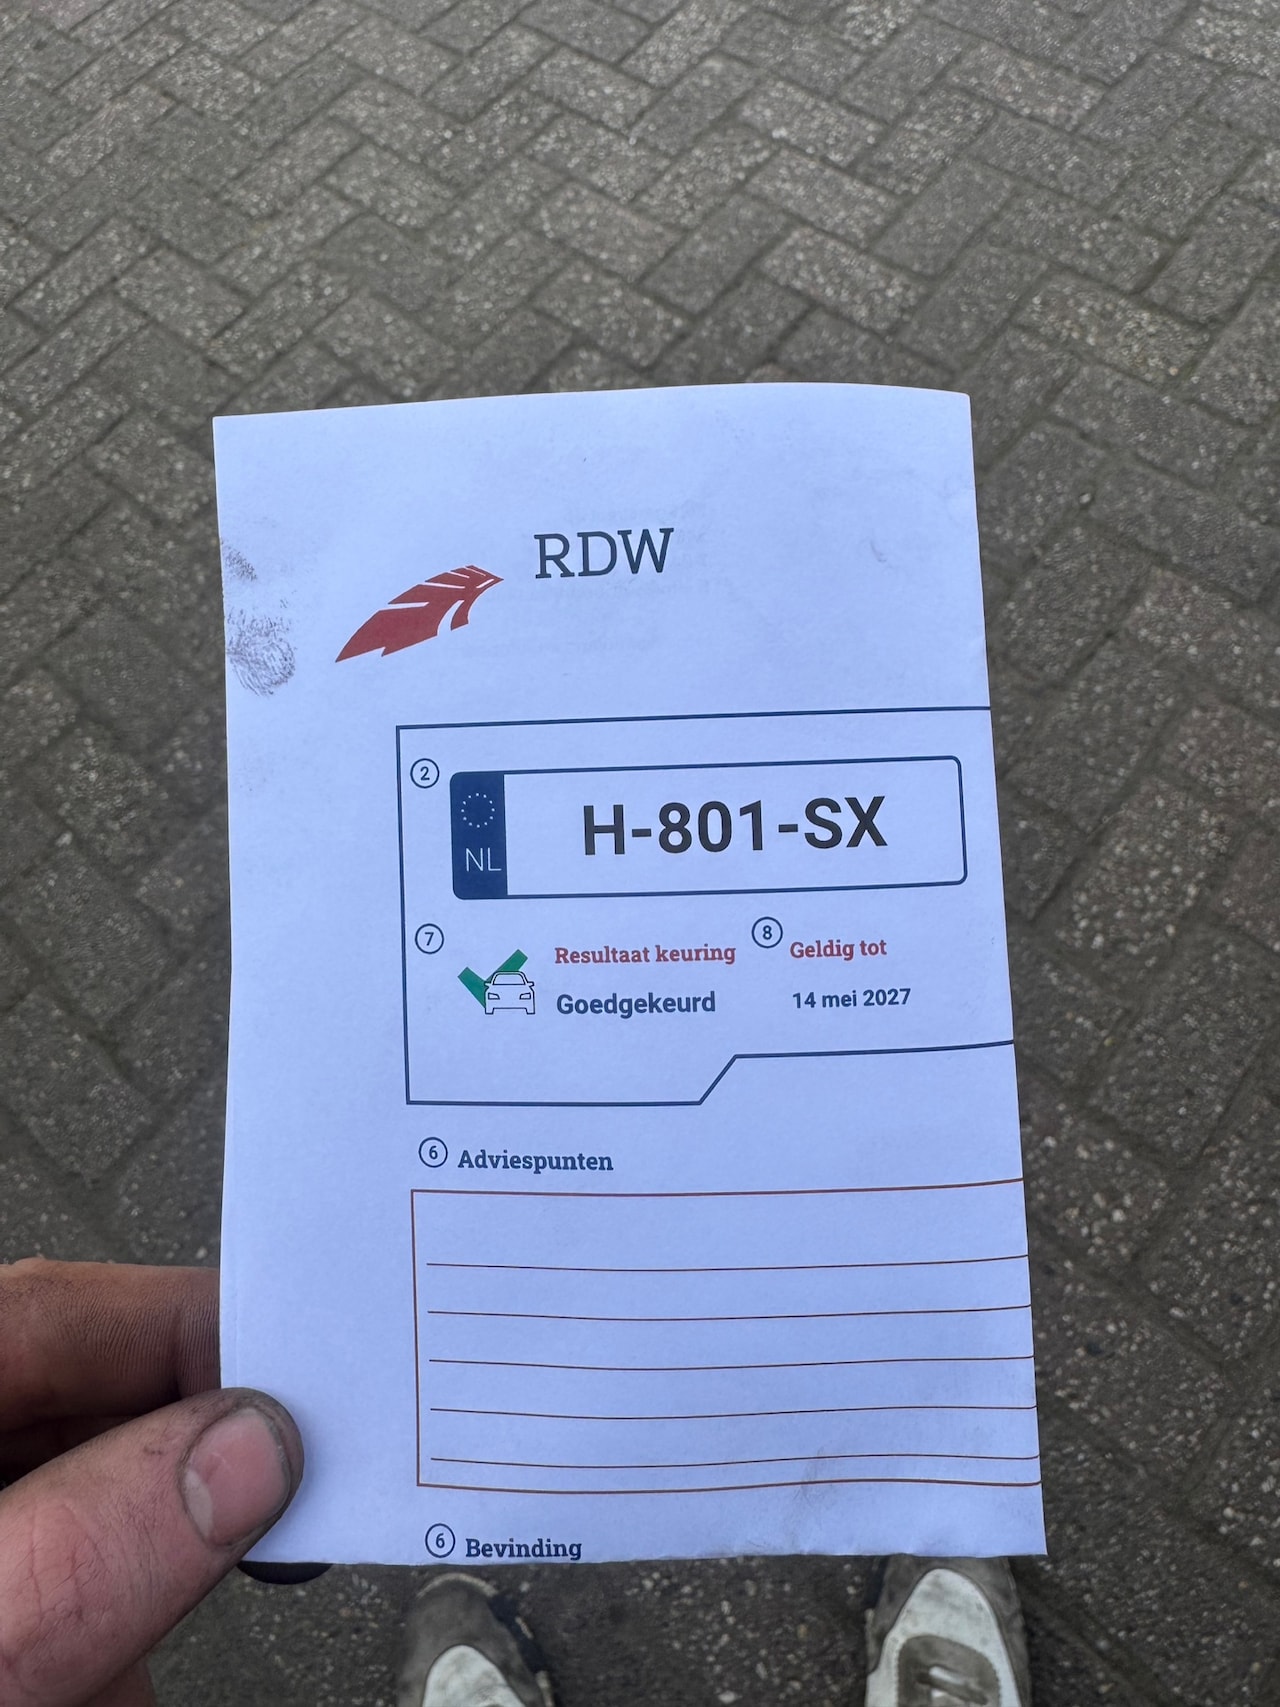 RDW
2
NL
H-801-SX
7
Resultaat keuring
8
Geldig tot
Goedgekeurd
14 mei 2027
6 Adviespunten
6 Bevinding